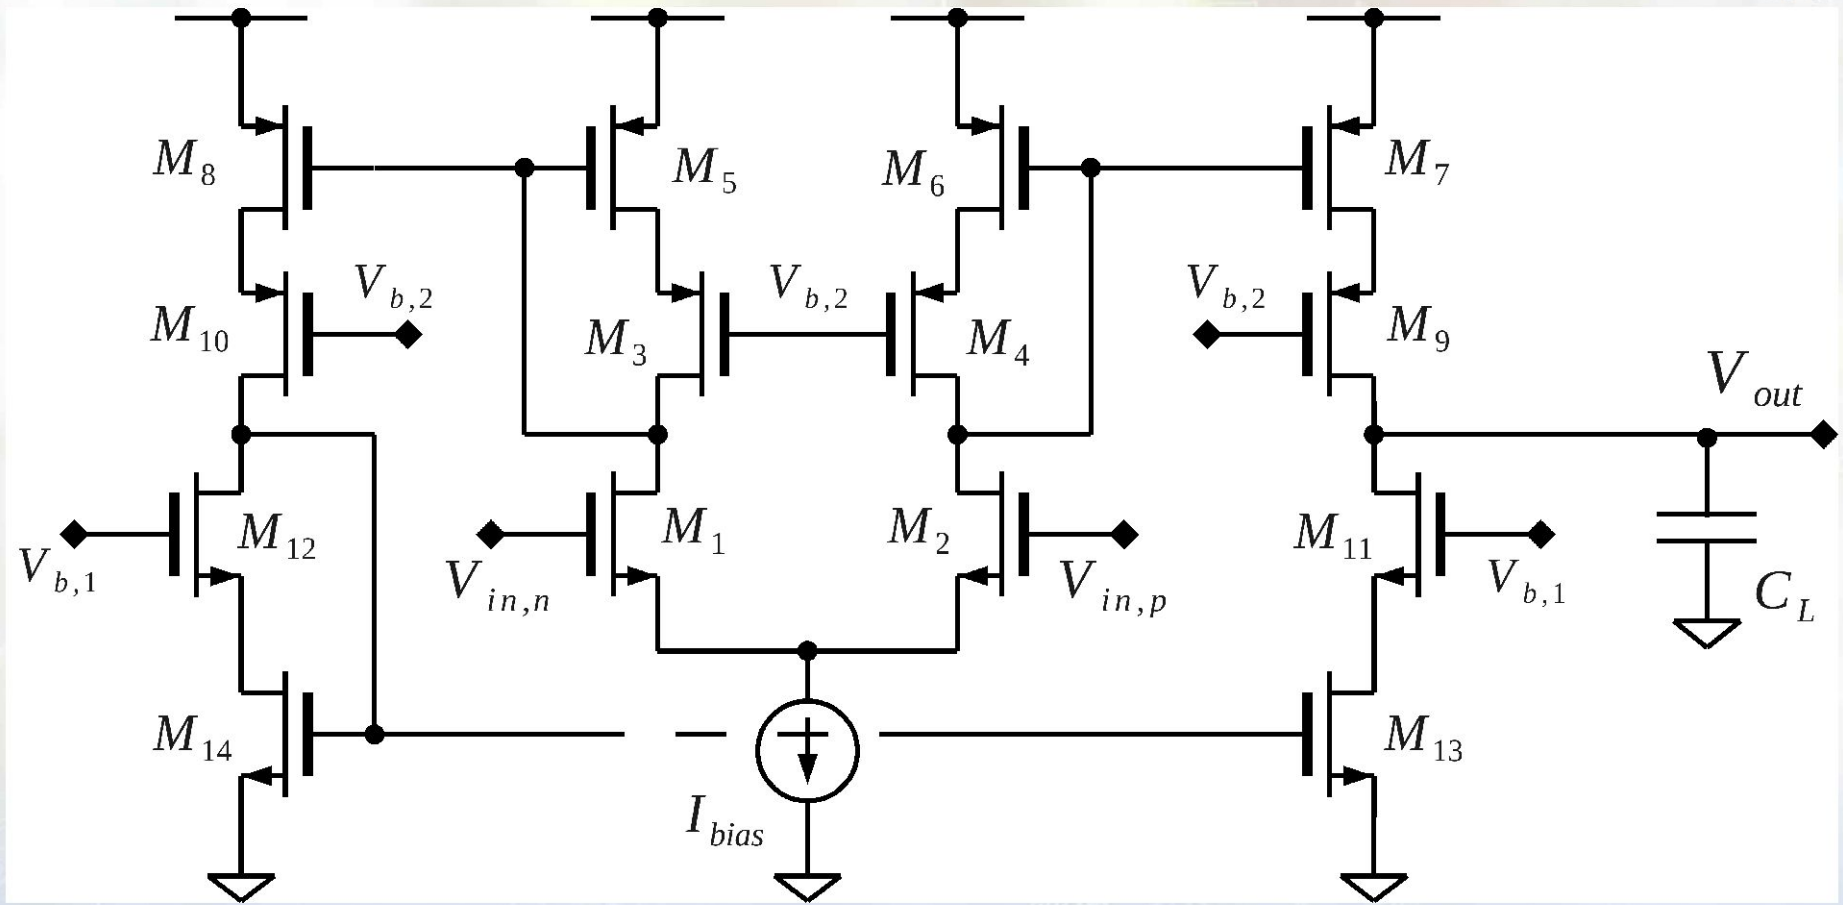 M8
M5
M6
M7
Vb,2
Vb,2
Vb,2
M10
M3
M4
M9
Vout
M12
M1
M2
M11
Vb,1
Vin,n
Vin,p
Vb,1
CL
M14
M13
Ibias